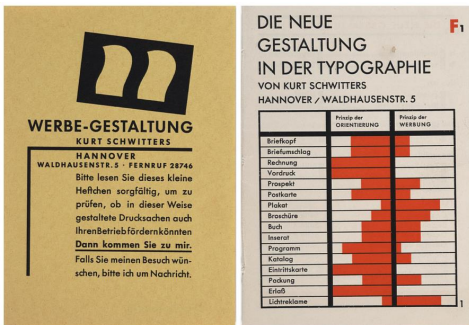 WERBE-GESTALTUNG
KURT SCHWITTERS
HANNOVER
WALDHAUSENSTR. 5 · FERNRUF 28746
Bitte lesen Sie dieses kleine
Heftchen sorgfältig, um zu
prüfen, ob in dieser Weise
gestaltete Drucksachen auch
Ihren Betrieb fördern könnten
Dann kommen Sie zu mir.
Falls Sie meinen Besuch wün-
schen, bitte ich um Nachricht.
DIE NEUE
GESTALTUNG
IN DER TYPOGRAPHIE
VON KURT SCHWITTERS
HANNOVER / WALDHAUSENSTR. 5
F1
Prinzip der
ORIENTIERUNG
Prinzip der
WERBUNG
Briefkopf
Briefumschlag
Rechnung
Vordruck
Prospekt
Postkarte
Plakat
Broschüre
Buch
Inserat
Programm
Katalog
Eintrittskarte
Packung
Erlaß
Lichtreklame
1